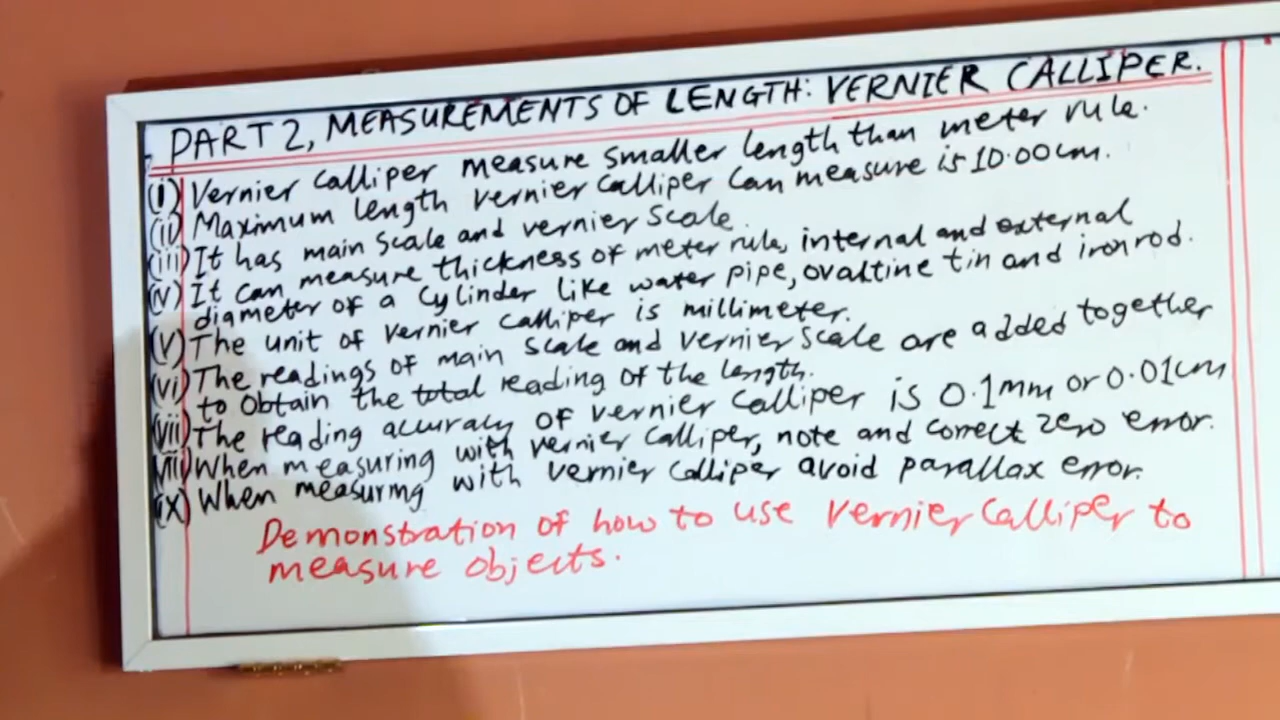 PART 2, MEASUREMENTS OF LENGTH: VERNIER CALLIPER.
(i) Vernier Calliper measure smaller length than meter rule.
(ii) Maximum length vernier calliper Can measure is 10.00cm.
(iii) It has main scale and vernier Scale.
(iv) It can measure thickness of meter rule, internal and external
diameter of a Cylinder like water pipe, ovaltine tin and iron rod.
(v) The unit of vernier calliper is millimeter.
(vi) The readings of main scale and vernier Scale are added together
to Obtain the total reading of the length.
(vii) The reading accuracy of vernier Calliper is 0.1mm or 0.01cm
(viii) When measuring with vernier Calliper, note and correct zero error.
(ix) When measuring with vernier Calliper avoid parallax error.
Demonstration of how to use vernier Calliper to
measure objects.